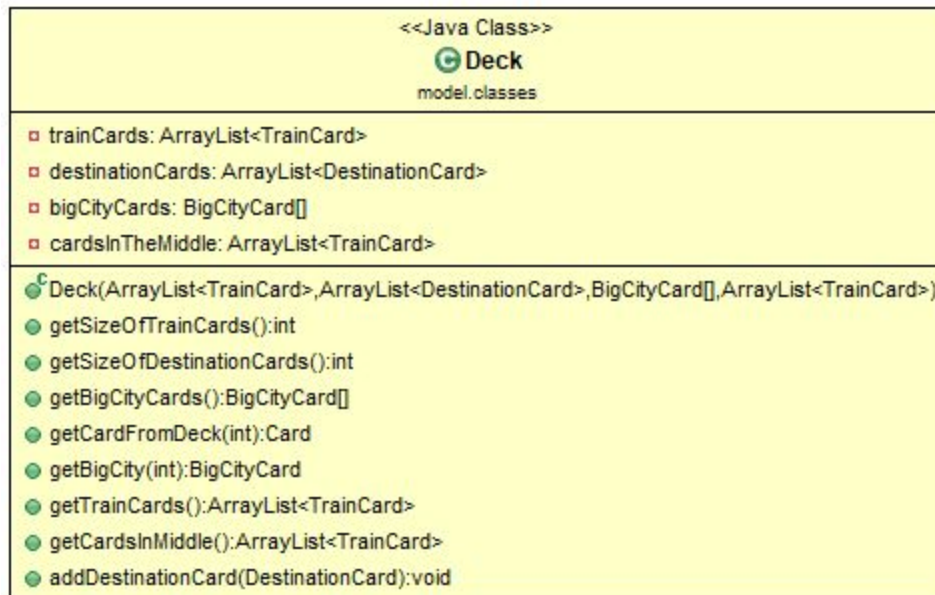 <<Java Class>>
Deck
model.classes
trainCards: ArrayList<TrainCard>
destinationCards: ArrayList<DestinationCard>
bigCityCards: BigCityCard[]
cardsInTheMiddle: ArrayList<TrainCard>
Deck(ArrayList<TrainCard>,ArrayList<DestinationCard>,BigCityCard[],ArrayList<TrainCard>)
getSizeOfTrainCards():int
getSizeOfDestinationCards():int
getBigCityCards():BigCityCard[]
getCardFromDeck(int):Card
getBigCity(int):BigCityCard
getTrainCards():ArrayList<TrainCard>
getCardsInMiddle():ArrayList<TrainCard>
addDestinationCard(DestinationCard):void